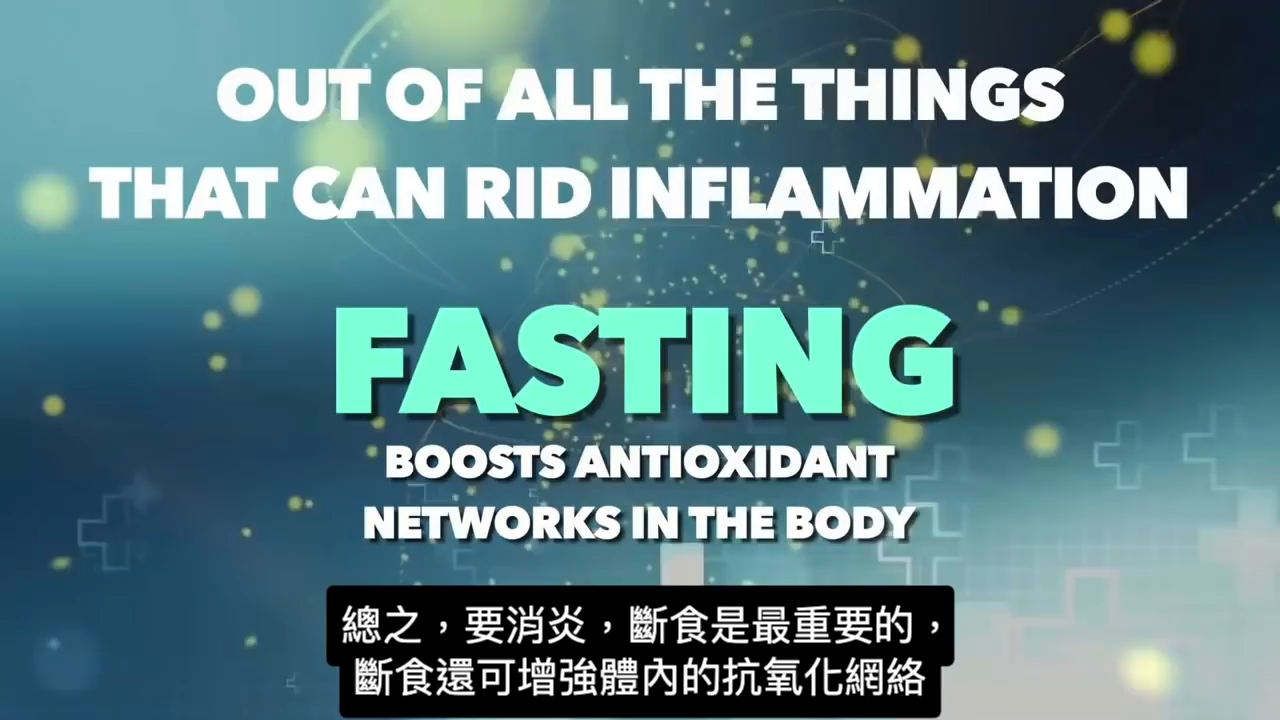 OUT OF ALL THE THINGS
THAT CAN RID INFLAMMATION
FASTING
BOOSTS ANTIOXIDANT
NETWORKS IN THE BODY
總之，要消炎，斷食是最重要的，
斷食還可增強體內的抗氧化網絡